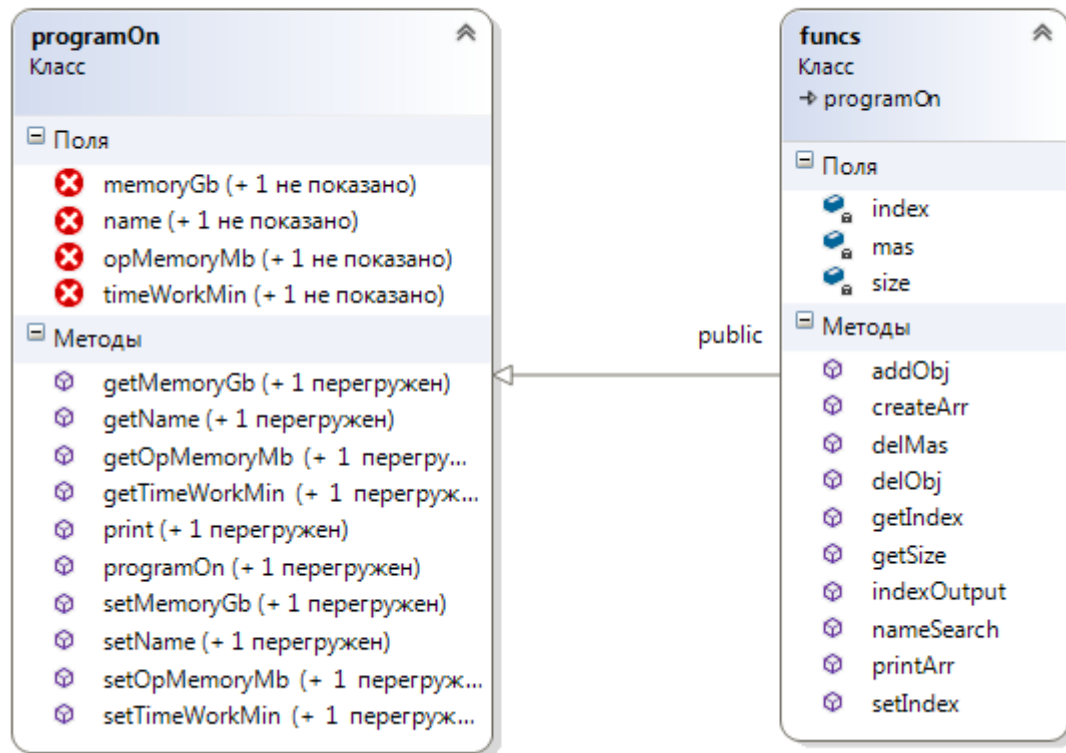 programOn
Класс
Поля
memoryGb (+ 1 не показано)
name (+ 1 не показано)
opMemoryMb (+ 1 не показано)
timeWorkMin (+ 1 не показано)
Методы
getMemoryGb (+ 1 перегружен)
getName (+ 1 перегружен)
getOpMemoryMb (+ 1 перегру...
getTimeWorkMin (+ 1 перегруж...
print (+ 1 перегружен)
programOn (+ 1 перегружен)
setMemoryGb (+ 1 перегружен)
setName (+ 1 перегружен)
setOpMemoryMb (+ 1 перегруж...
setTimeWorkMin (+ 1 перегруж...
public
funcs
Класс
programOn
Поля
index
mas
size
Методы
addObj
createArr
delMas
delObj
getIndex
getSize
indexOutput
nameSearch
printArr
setIndex